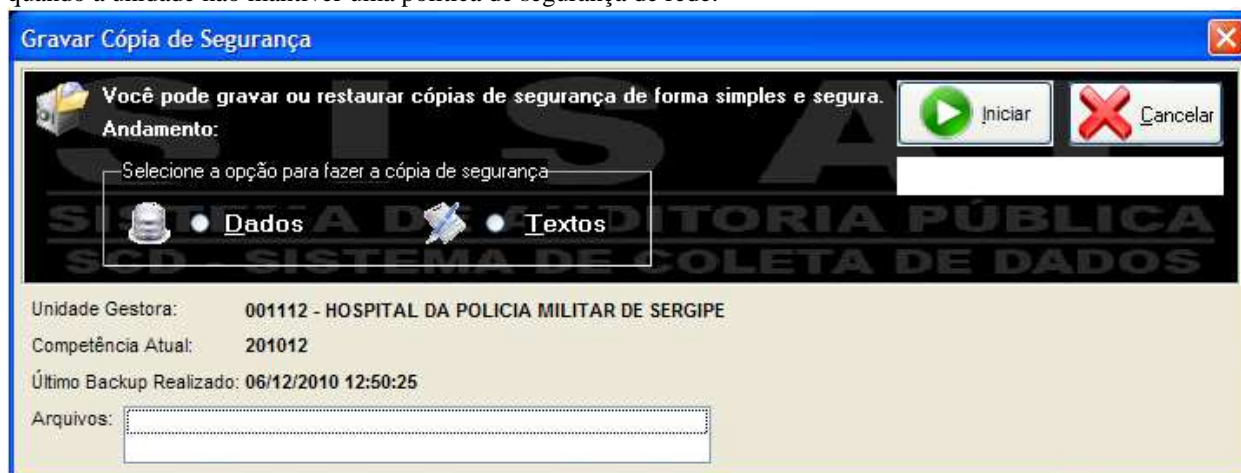 quando a unidade não mantiver uma política de segurança de rede.
Gravar Cópia de Segurança
Você pode gravar ou restaurar cópias de segurança de forma simples e segura.
Andamento:
Iniciar
Cancelar
Selecione a opção para fazer a cópia de segurança
Dados
Textos
SISAP
SISTEMA DE AUDITORIA PÚBLICA
SCD - SISTEMA DE COLETA DE DADOS
Unidade Gestora: 001112 - HOSPITAL DA POLICIA MILITAR DE SERGIPE
Competência Atual: 201012
Último Backup Realizado: 06/12/2010 12:50:25
Arquivos: